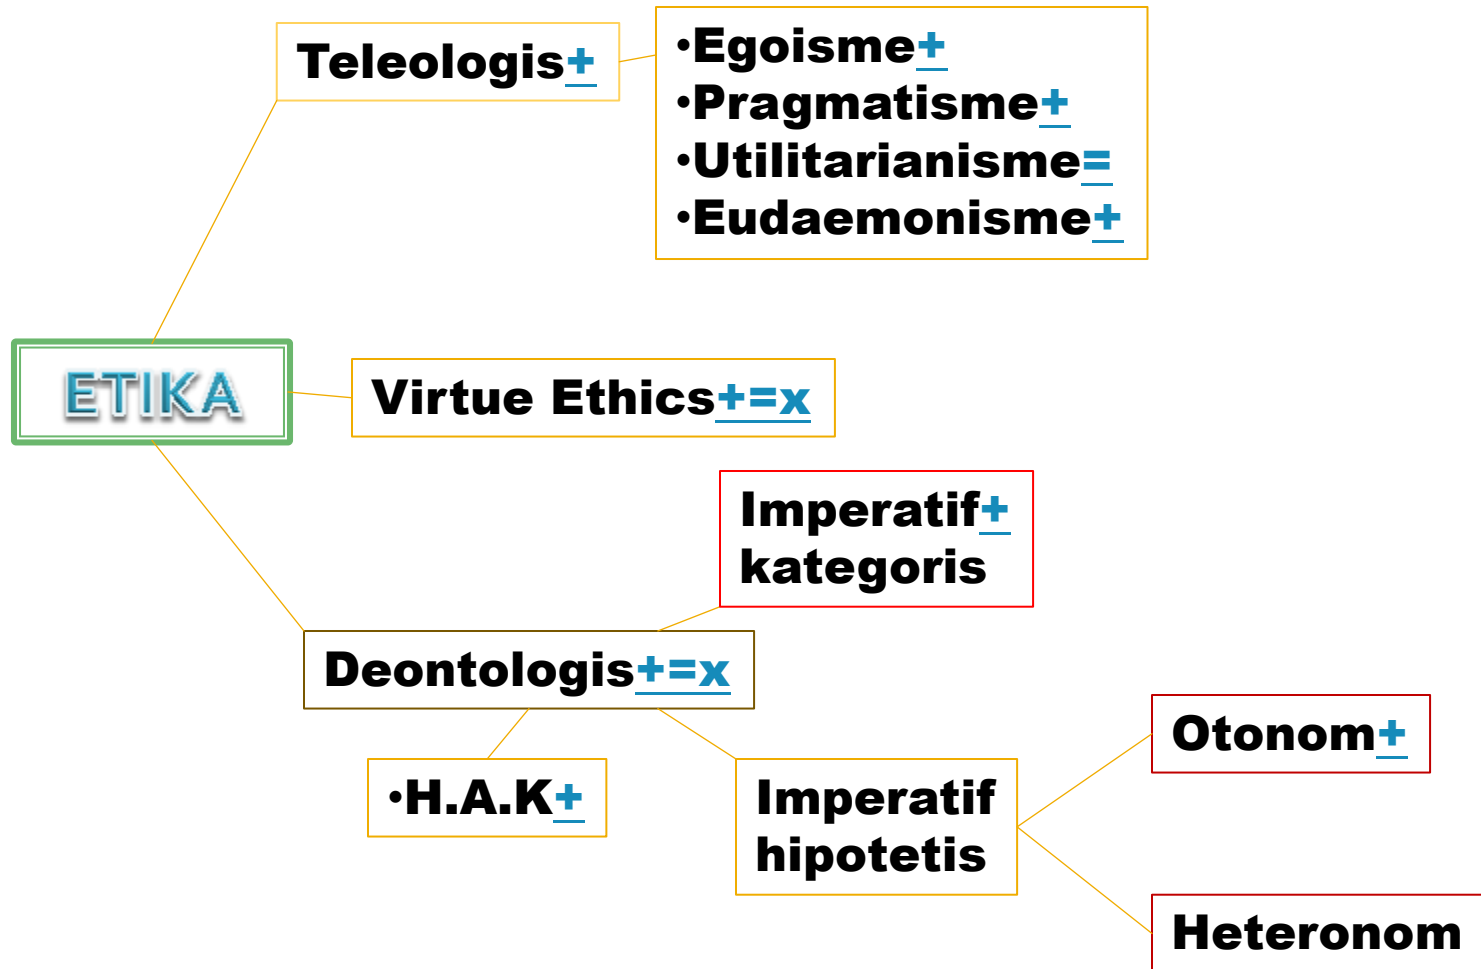 Teleologis+
•Egoisme+
•Pragmatisme+
•Utilitarianisme=
•Eudaemonisme+
ETIKA
Virtue Ethics+=x
Imperatif+
kategoris
Deontologis+=x
•H.A.K+
Imperatif
hipotetis
Otonom+
Heteronom